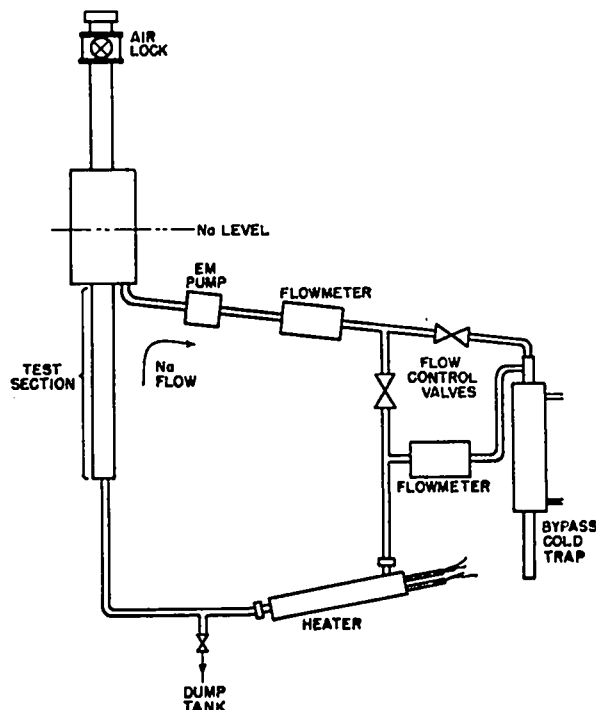 AIR
LOCK
Na LEVEL
EM
PUMP
FLOWMETER
TEST
SECTION
Na
FLOW
FLOW
CONTROL
VALVES
FLOWMETER
BYPASS
COLD
TRAP
HEATER
DUMP
TANK